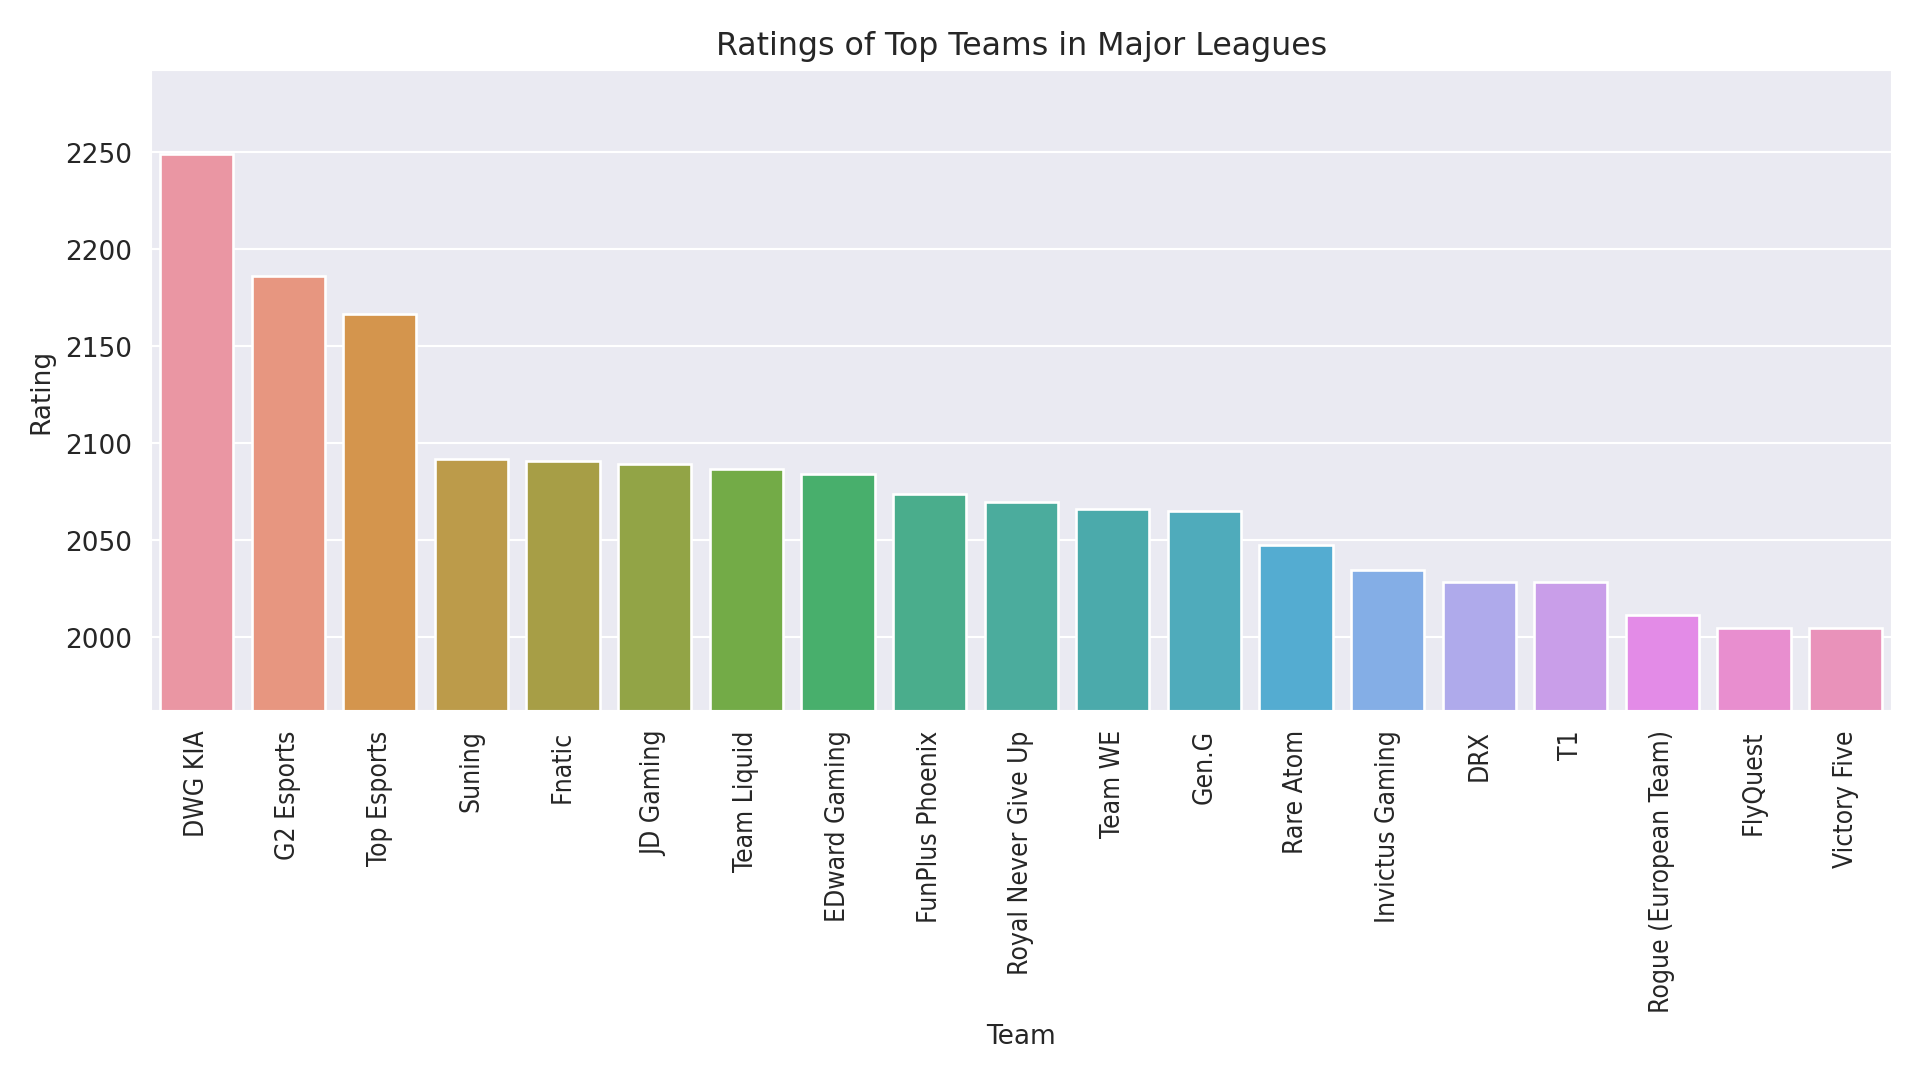 Ratings of Top Teams in Major Leagues
Rating
2250
2200
2150
2100
2050
2000
DWG KIA
G2 Esports
Top Esports
Suning
Fnatic
JD Gaming
Team Liquid
EDward Gaming
FunPlus Phoenix
Royal Never Give Up
Team WE
Gen.G
Rare Atom
Invictus Gaming
DRX
T1
Rogue (European Team)
FlyQuest
Victory Five
Team